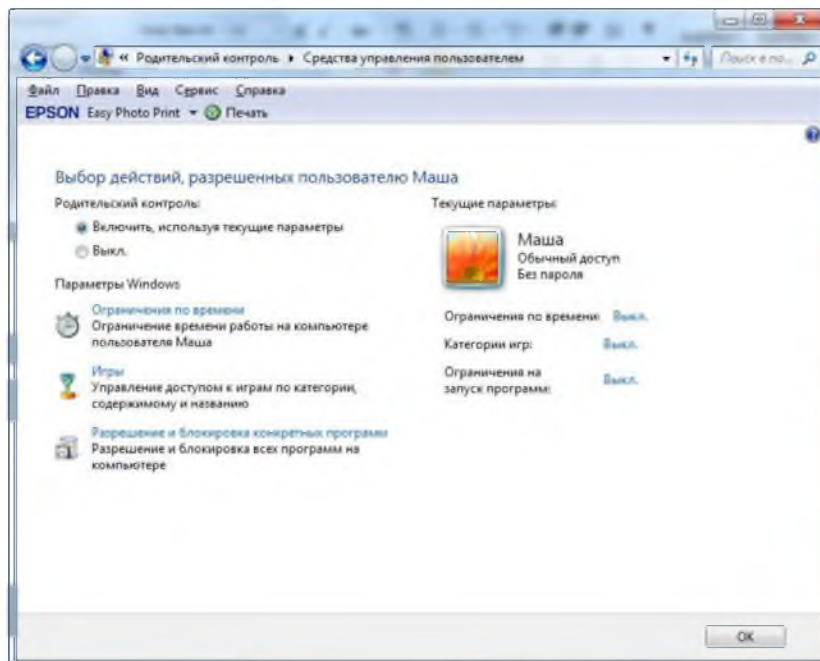 « Родительский контроль ▸ Средства управления пользователем
Поиск в па...
Файл Правка Вид Сервис Справка
EPSON Easy Photo Print Печать
Выбор действий, разрешенных пользователю Маша
Родительский контроль:
Включить, используя текущие параметры
Выкл.
Параметры Windows
Ограничения по времени
Ограничение времени работы на компьютере
пользователя Маша
Игры
Управление доступом к играм по категории,
содержимому и названию
Разрешение и блокировка конкретных программ
Разрешение и блокировка всех программ на
компьютере
Текущие параметры:
Маша
Обычный доступ
Без пароля
Ограничения по времени: Выкл.
Категории игр: Выкл.
Ограничения на
запуск программ: Выкл.
OK